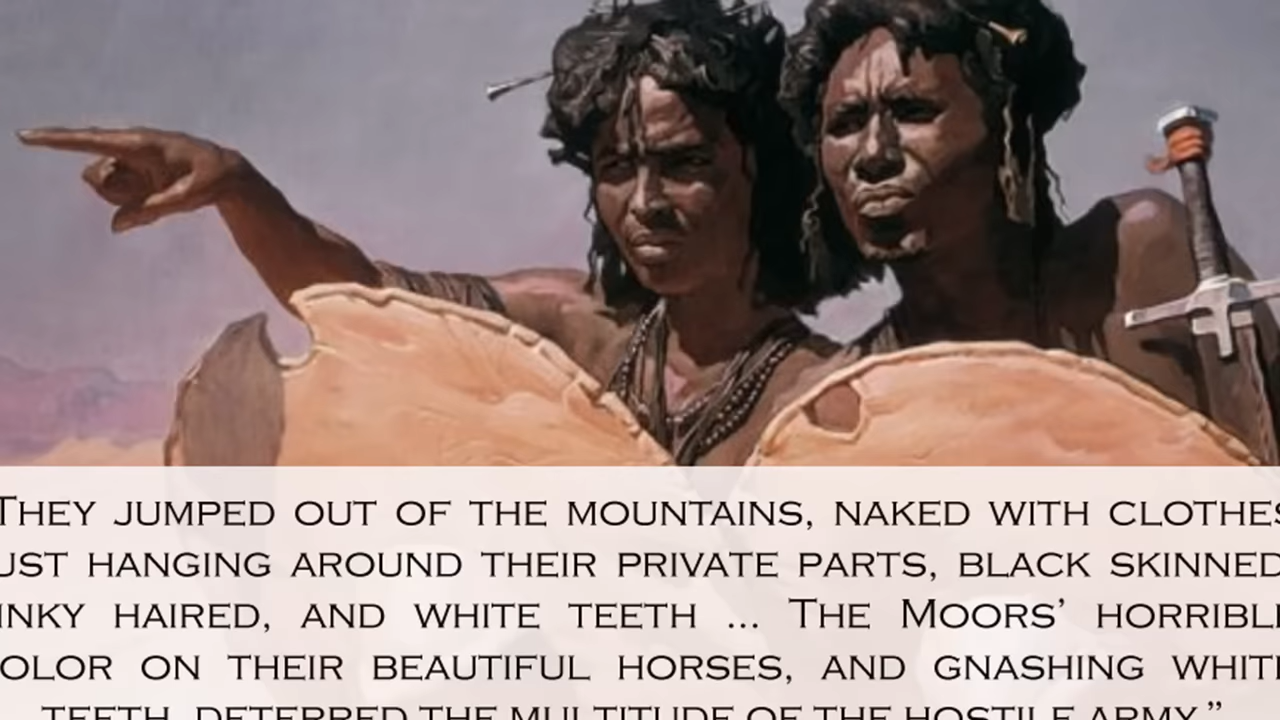 They jumped out of the mountains, naked with clothes
ust hanging around their private parts, black skinned
inky haired, and white teeth ... The Moors’ horrible
olor on their beautiful horses, and gnashing white
teeth, deterred the multitude of the hostile army.”